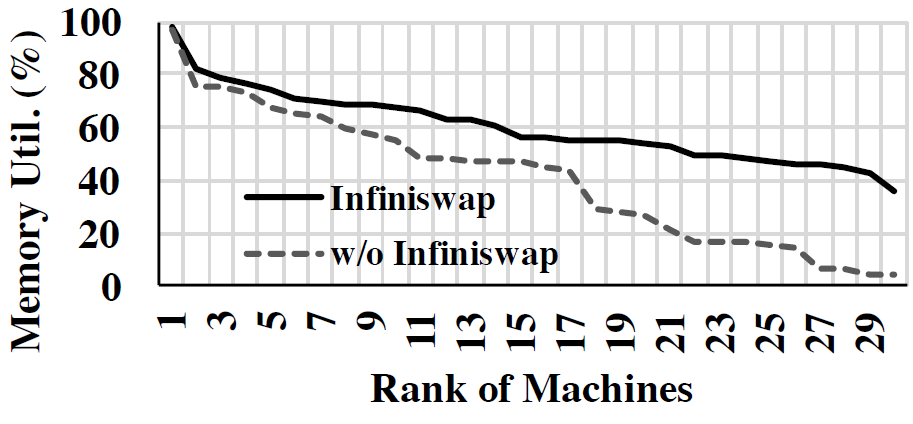 Memory Util. (%)
100
80
60
40
20
0
Infiniswap
w/o Infiniswap
1 3 5 7 9 11 13 15 17 19 21 23 25 27 29
Rank of Machines